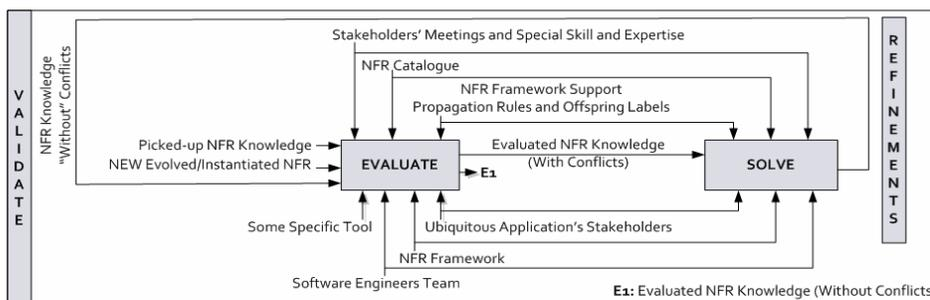 VALIDATE
NFR Knowledge
"Without" Conflicts
Stakeholders' Meetings and Special Skill and Expertise
NFR Catalogue
NFR Framework Support
Propagation Rules and Offspring Labels
Picked-up NFR Knowledge
NEW Evolved/Instantiated NFR
EVALUATE
Evaluated NFR Knowledge
(With Conflicts)
E1
SOLVE
REFINEMENTS
Some Specific Tool
Ubiquitous Application's Stakeholders
NFR Framework
Software Engineers Team
E1: Evaluated NFR Knowledge (Without Conflicts